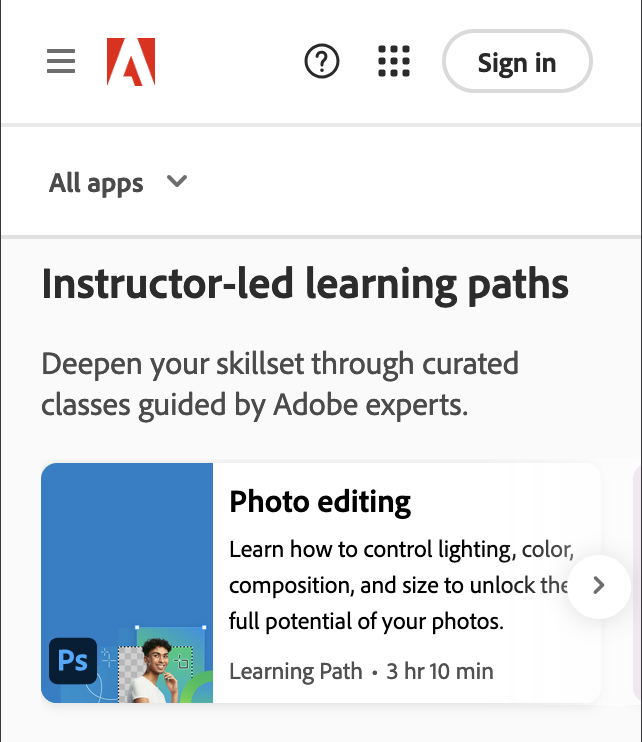 Sign in
All apps
Instructor-led learning paths
Deepen your skillset through curated
classes guided by Adobe experts.
Photo editing
Learn how to control lighting, color,
composition, and size to unlock the
full potential of your photos.
Ps
Learning Path • 3 hr 10 min